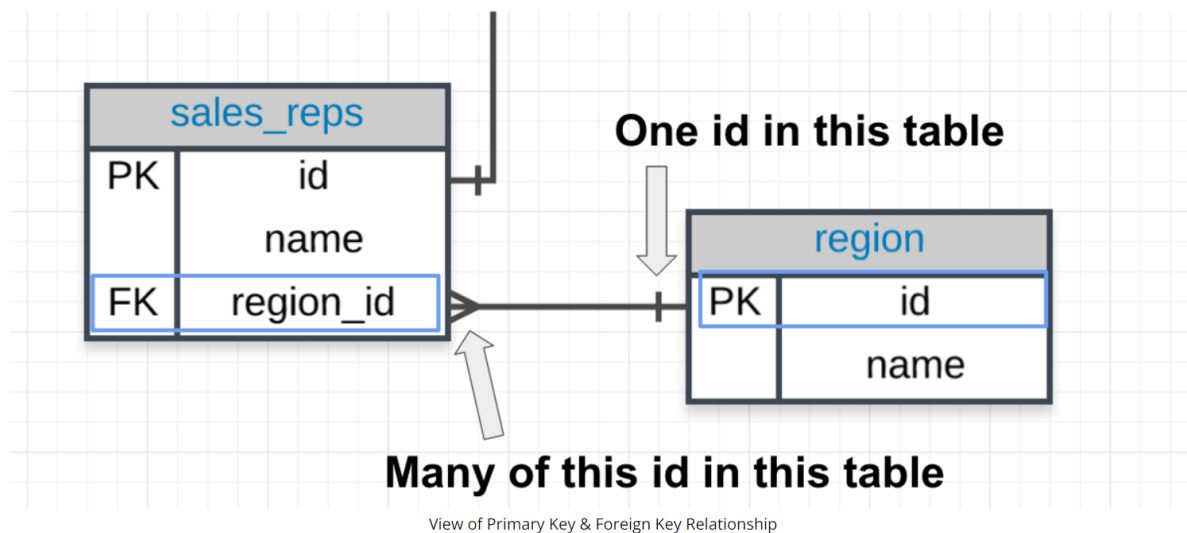 sales_reps
PK id
name
FK region_id
One id in this table
region
PK id
name
Many of this id in this table
View of Primary Key & Foreign Key Relationship